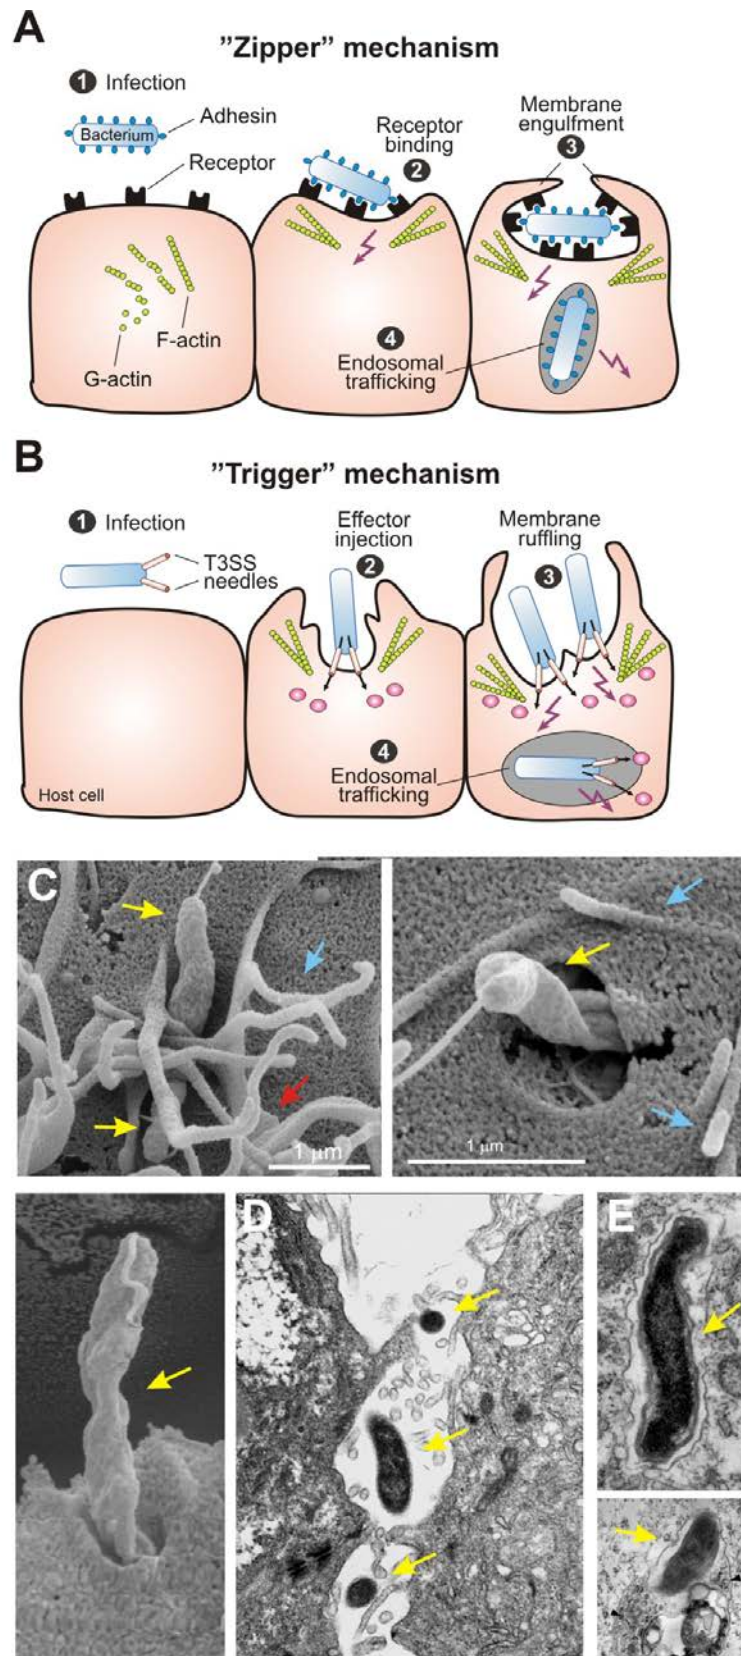 A
”Zipper” mechanism
1 Infection
Bacterium
Adhesin
Receptor
F-actin
G-actin
Receptor
binding
2
Membrane
engulfment
3
4
Endosomal
trafficking
B
”Trigger” mechanism
1 Infection
T3SS
needles
Host cell
Effector
injection
2
Membrane
ruffling
3
4
Endosomal
trafficking
C
1 μm
1 μm
D
E